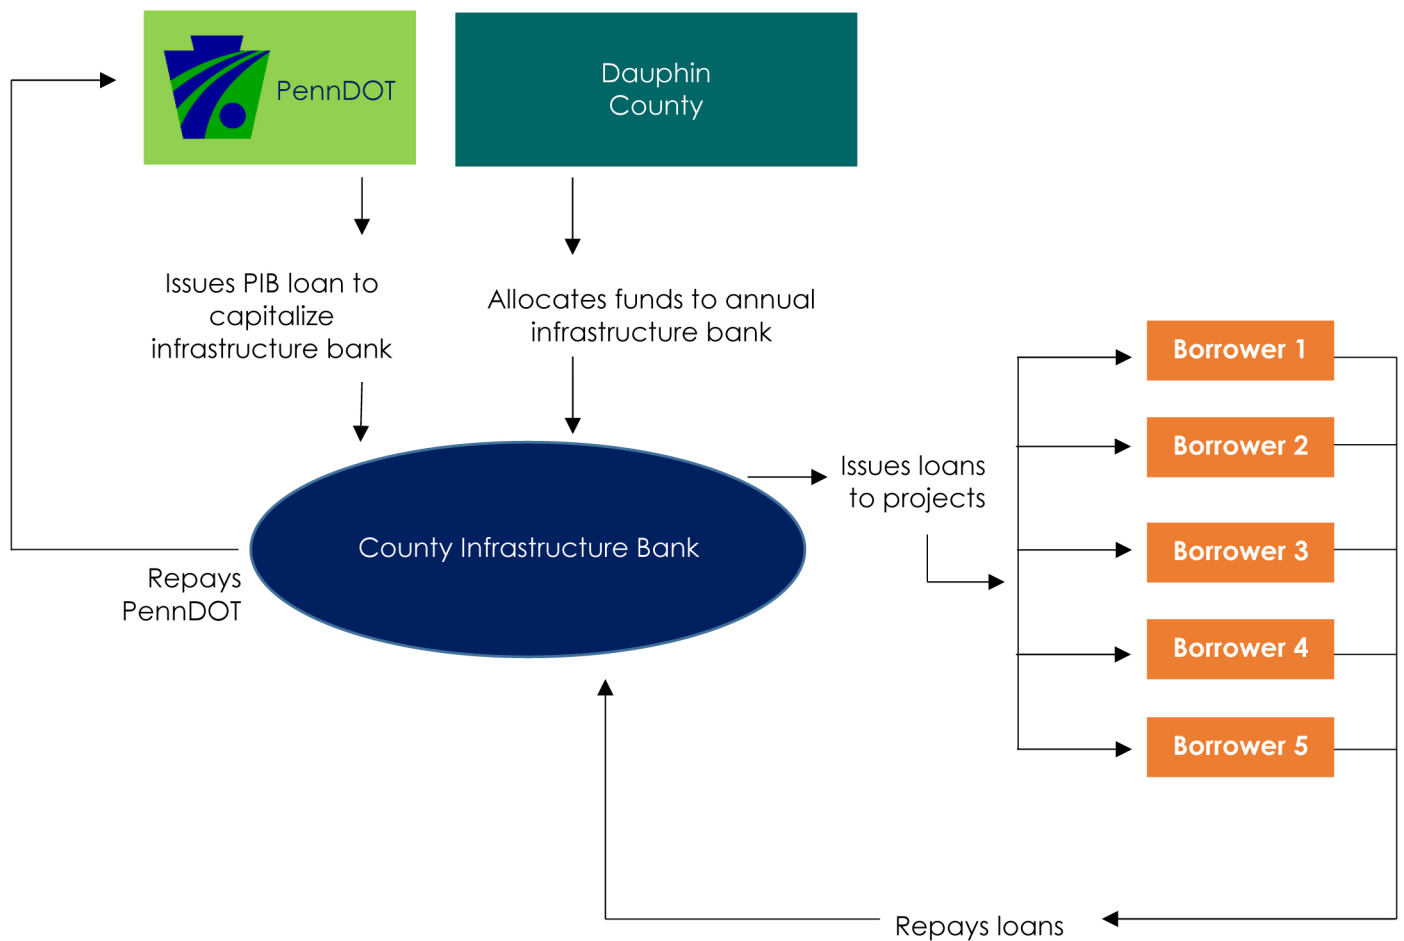 PennDOT
Dauphin
County
Issues PIB loan to
capitalize
infrastructure bank
Allocates funds to annual
infrastructure bank
County Infrastructure Bank
Repays
PennDOT
Issues loans
to projects
Borrower 1
Borrower 2
Borrower 3
Borrower 4
Borrower 5
Repays loans